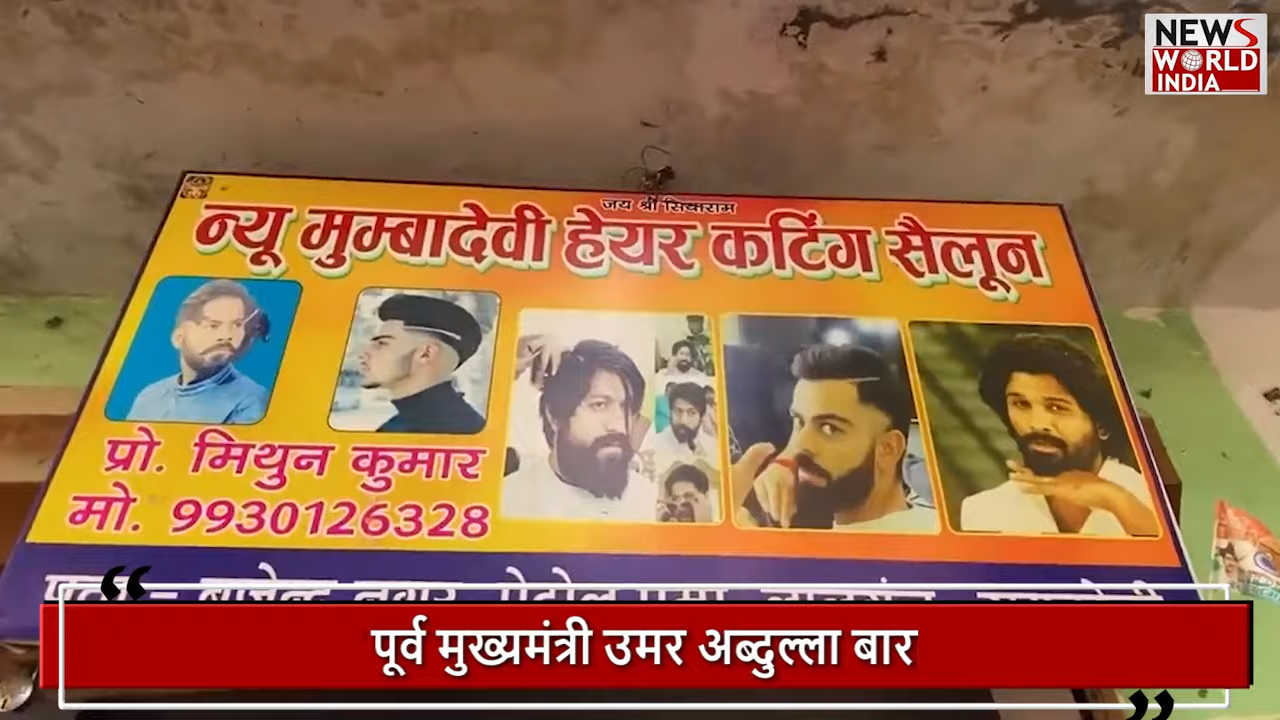 NEWS
WORLD
INDIA
जय श्री सियाराम
न्यू मुम्बादेवी हेयर कटिंग सैलून
प्रो. मिथुन कुमार
मो. 9930126328
पूर्व मुख्यमंत्री उमर अब्दुल्ला बार